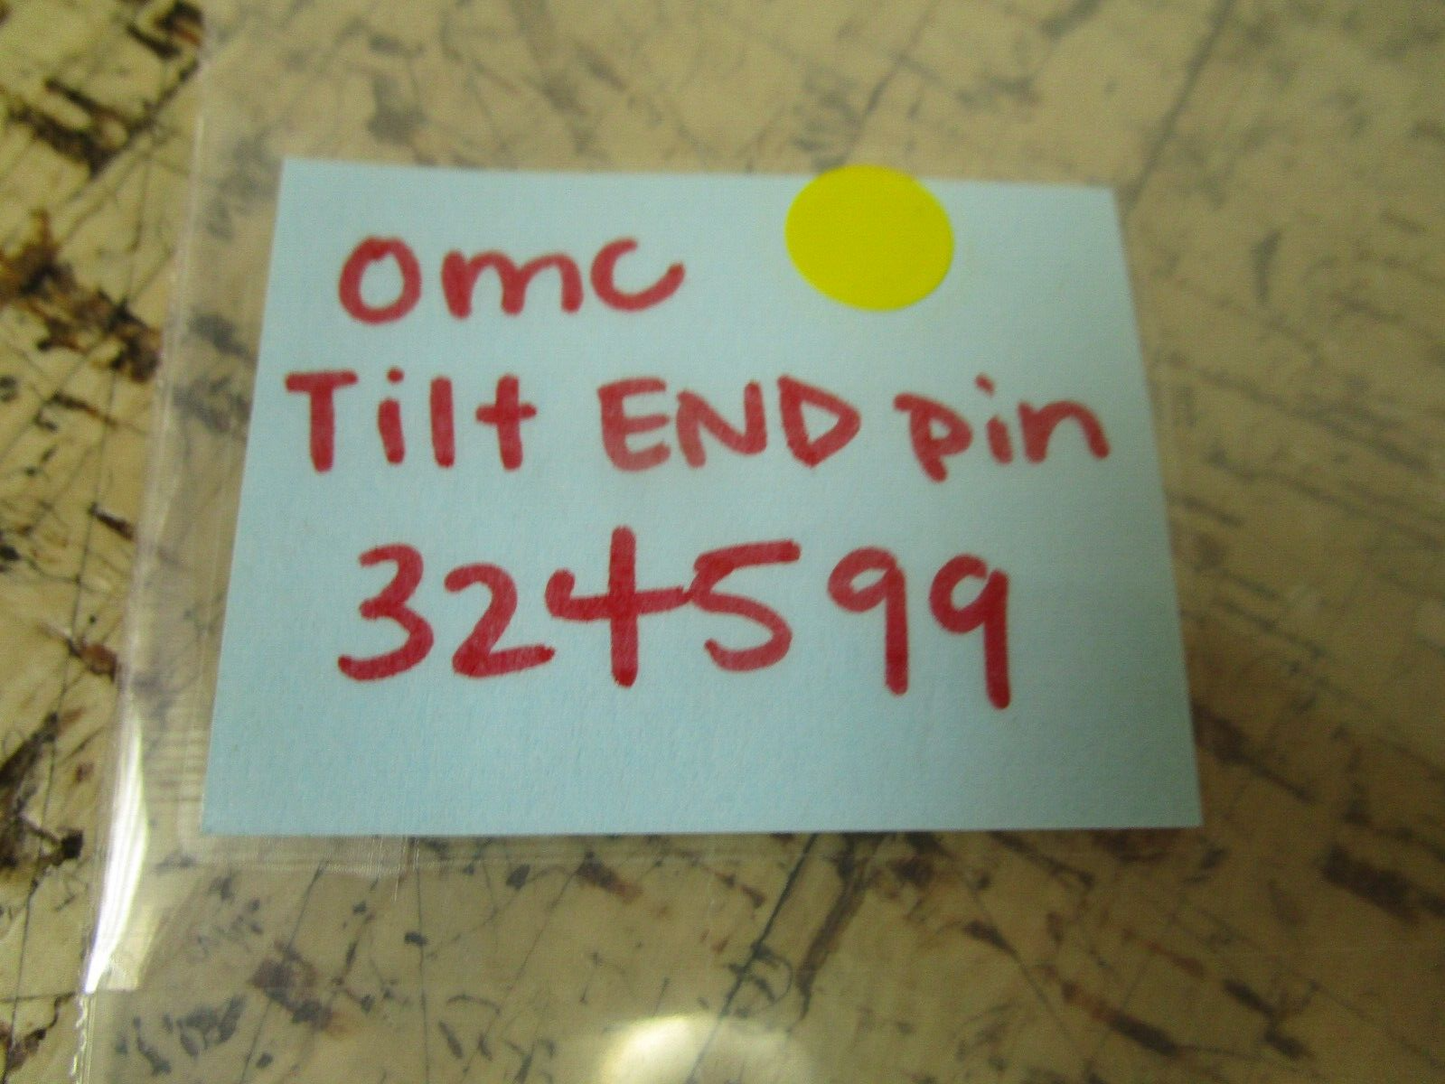 omc
Tilt END pin
324599